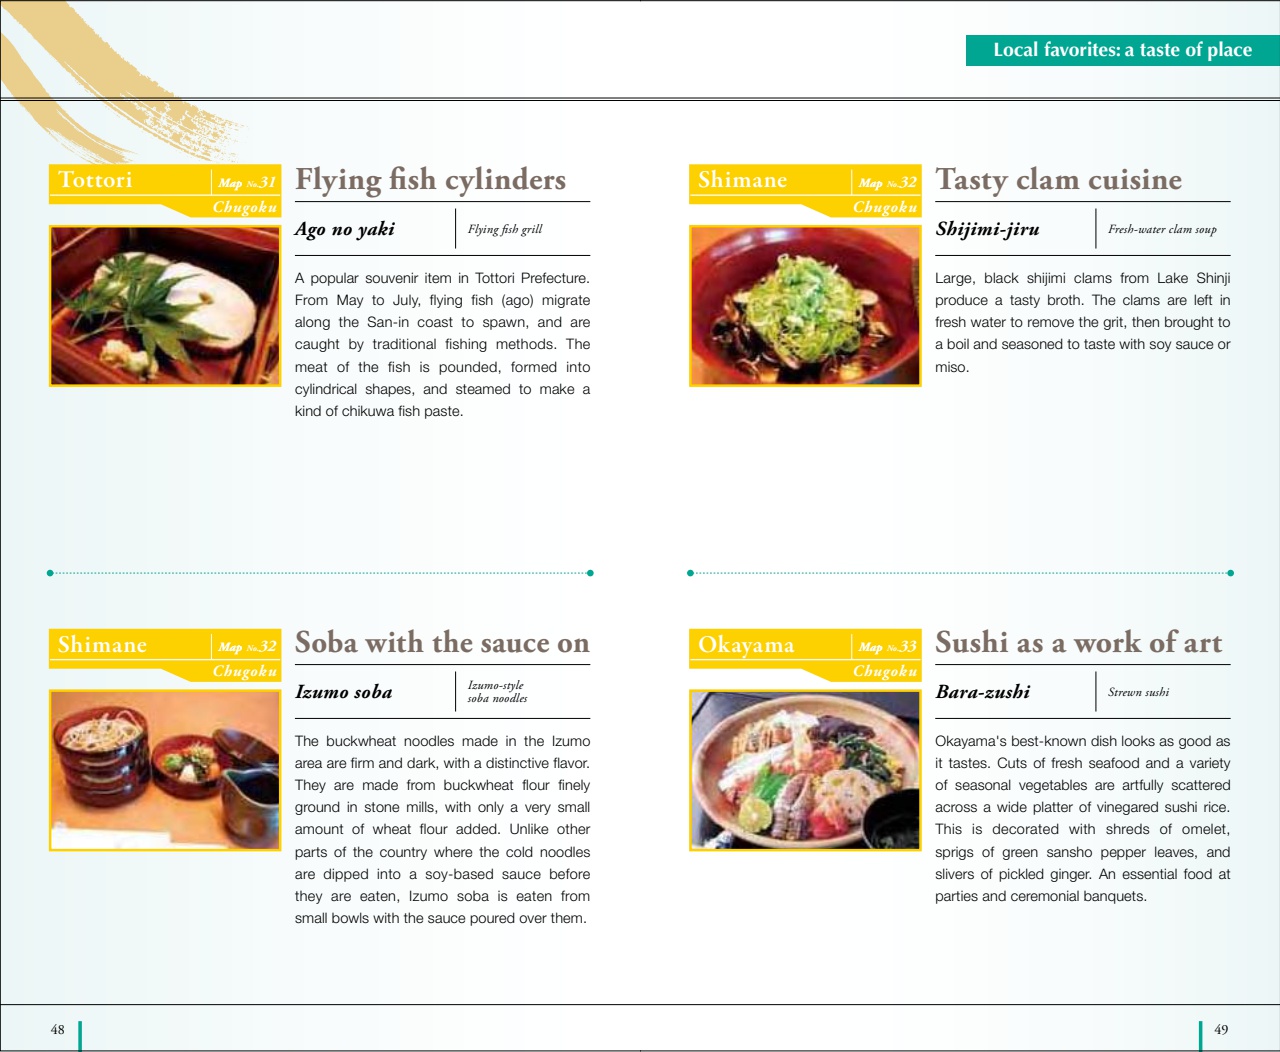 Local favorites: a taste of place
Tottori
Map No.31
Chugoku
Flying fish cylinders
Ago no yaki
Flying fish grill
A popular souvenir item in Tottori Prefecture.
From May to July, flying fish (ago) migrate
along the San-in coast to spawn, and are
caught by traditional fishing methods. The
meat of the fish is pounded, formed into
cylindrical shapes, and steamed to make a
kind of chikuwa fish paste.
Shimane
Map No.32
Chugoku
Soba with the sauce on
Izumo soba
Izumo-style
soba noodles
The buckwheat noodles made in the Izumo
area are firm and dark, with a distinctive flavor.
They are made from buckwheat flour finely
ground in stone mills, with only a very small
amount of wheat flour added. Unlike other
parts of the country where the cold noodles
are dipped into a soy-based sauce before
they are eaten, Izumo soba is eaten from
small bowls with the sauce poured over them.
48
Shimane
Map No.32
Chugoku
Tasty clam cuisine
Shijimi-jiru
Fresh-water clam soup
Large, black shijimi clams from Lake Shinji
produce a tasty broth. The clams are left in
fresh water to remove the grit, then brought to
a boil and seasoned to taste with soy sauce or
miso.
Okayama
Map No.33
Chugoku
Sushi as a work of art
Bara-zushi
Strewn sushi
Okayama's best-known dish looks as good as
it tastes. Cuts of fresh seafood and a variety
of seasonal vegetables are artfully scattered
across a wide platter of vinegared sushi rice.
This is decorated with shreds of omelet,
sprigs of green sansho pepper leaves, and
slivers of pickled ginger. An essential food at
parties and ceremonial banquets.
49